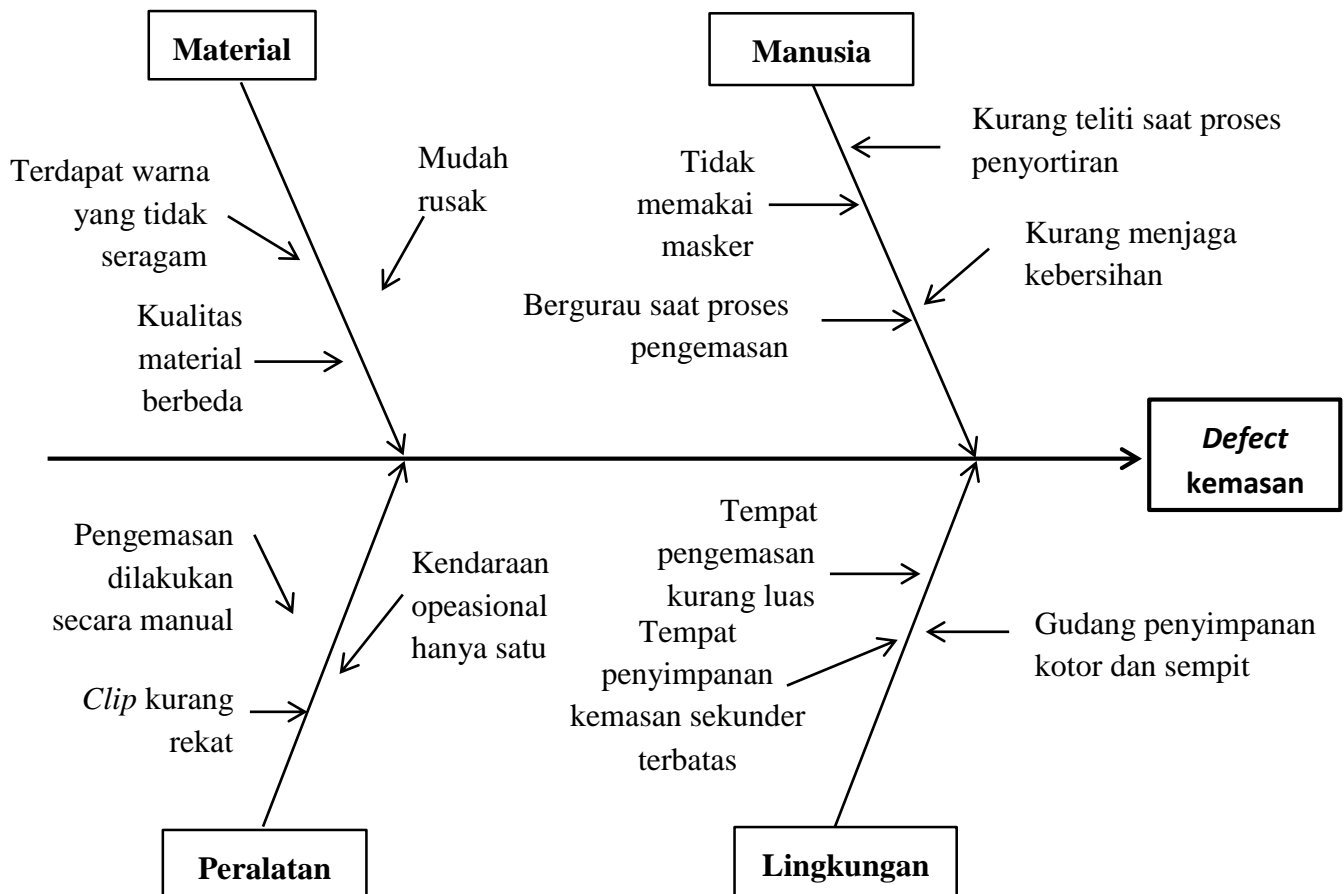 Material
Manusia
Terdapat warna
yang tidak
seragam
Mudah
rusak
Kualitas
material
berbeda
Kurang teliti saat proses
penyortiran
Tidak
memakai
masker
Kurang menjaga
kebersihan
Bergurau saat proses
pengemasan
Defect
kemasan
Pengemasan
dilakukan
secara manual
Kendaraan
opeasional
hanya satu
Clip kurang
rekat
Tempat
pengemasan
kurang luas
Tempat
penyimpanan
kemasan sekunder
terbatas
Gudang penyimpanan
kotor dan sempit
Peralatan
Lingkungan